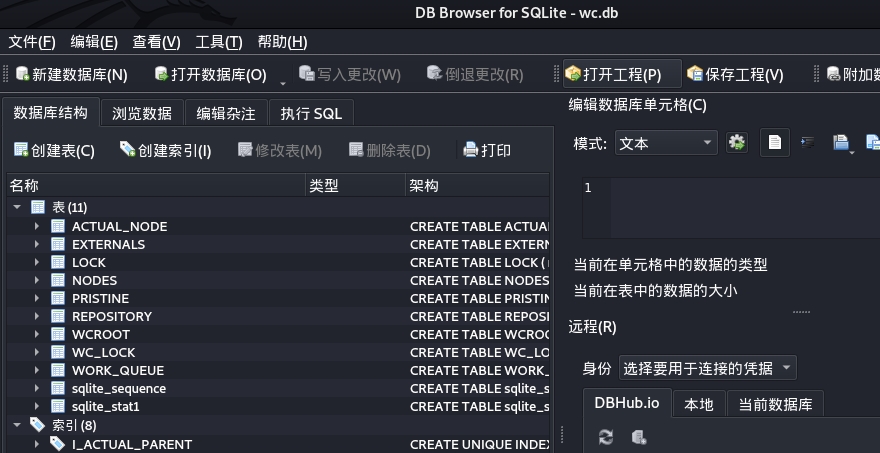 DB Browser for SQLite - wc.db
文件(F) 编辑(E) 查看(V) 工具(T) 帮助(H)
新建数据库(N) 打开数据库(O) 写入更改(W) 倒退更改(R) 打开工程(P) 保存工程(V) 附加数
数据库结构 浏览数据 编辑杂注 执行 SQL
编辑数据库单元格(C)
创建表(C) 创建索引(I) 修改表(M) 删除表(D) 打印
模式: 文本
名称 类型 架构
1
表 (11)
ACTUAL_NODE CREATE TABLE ACTUA
EXTERNALS CREATE TABLE EXTERN
LOCK CREATE TABLE LOCK (
NODES CREATE TABLE NODES
PRISTINE CREATE TABLE PRISTIN
REPOSITORY CREATE TABLE REPOSI
WCROOT CREATE TABLE WCROO
WC_LOCK CREATE TABLE WC_LO
WORK_QUEUE CREATE TABLE WORK_
sqlite_sequence CREATE TABLE sqlite_s
sqlite_stat1 CREATE TABLE sqlite_s
索引 (8)
I_ACTUAL_PARENT CREATE UNIQUE INDEX
当前在单元格中的数据的类型
当前在表中的数据的大小
远程(R)
身份 选择要用于连接的凭据
DBHub.io 本地 当前数据库